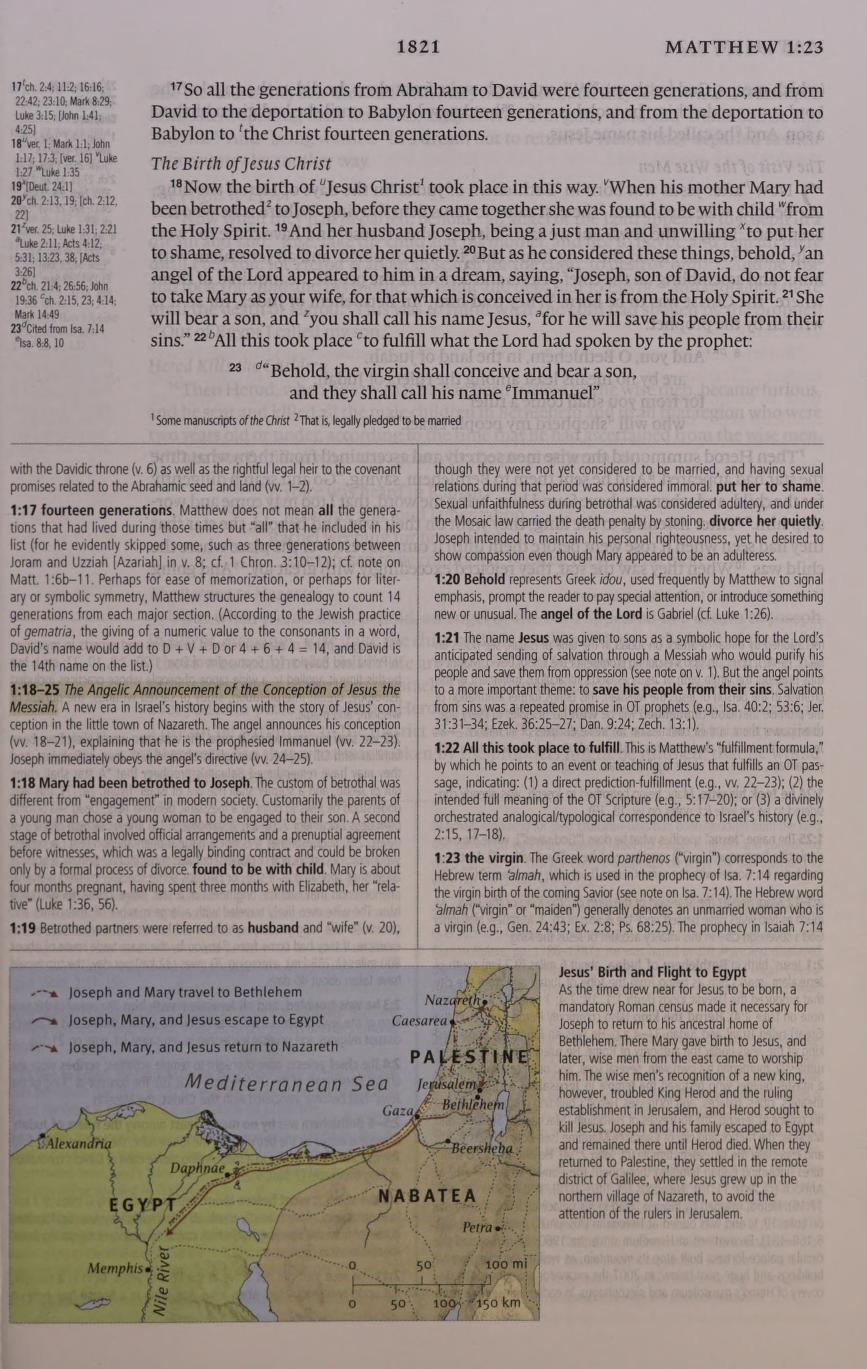 1821
MATTHEW 1:23
17 t ch. 2:4; 11:2; 16:16;
22:42; 23:10; Mark 8:29;
Luke 3:15; [John 1:41;
4:25]
18 u ver. 1; Mark 1:1; John
1:17; 17:3; [ver. 16] v Luke
1:27 w Luke 1:35
19 x [Deut. 24:1]
20 y ch. 2:13, 19; [ch. 2:12,
22]
21 z ver. 25; Luke 1:31; 2:21
a Luke 2:11; Acts 4:12;
5:31; 13:23, 38; [Acts
3:26]
22 b ch. 21:4; 26:56; John
19:36 c ch. 2:15, 23; 4:14;
Mark 14:49
23 d Cited from Isa. 7:14
e Isa. 8:8, 10
17 So all the generations from Abraham to David were fourteen generations, and from
David to the deportation to Babylon fourteen generations, and from the deportation to
Babylon to t the Christ fourteen generations.
The Birth of Jesus Christ
18 Now the birth of u Jesus Christ 1 took place in this way. v When his mother Mary had
been betrothed 2 to Joseph, before they came together she was found to be with child w from
the Holy Spirit. 19 And her husband Joseph, being a just man and unwilling x to put her
to shame, resolved to divorce her quietly. 20 But as he considered these things, behold, y an
angel of the Lord appeared to him in a dream, saying, “Joseph, son of David, do not fear
to take Mary as your wife, for that which is conceived in her is from the Holy Spirit. 21 She
will bear a son, and z you shall call his name Jesus, a for he will save his people from their
sins.” 22 b All this took place c to fulfill what the Lord had spoken by the prophet:
23 d “Behold, the virgin shall conceive and bear a son,
and they shall call his name e Immanuel”
1 Some manuscripts of the Christ 2 That is, legally pledged to be married
with the Davidic throne (v. 6) as well as the rightful legal heir to the covenant
promises related to the Abrahamic seed and land (vv. 1–2).
1:17 fourteen generations. Matthew does not mean all the genera-
tions that had lived during those times but “all” that he included in his
list (for he evidently skipped some, such as three generations between
Joram and Uzziah [Azariah] in v. 8; cf. 1 Chron. 3:10–12); cf. note on
Matt. 1:6b–11. Perhaps for ease of memorization, or perhaps for liter-
ary or symbolic symmetry, Matthew structures the genealogy to count 14
generations from each major section. (According to the Jewish practice
of gematria, the giving of a numeric value to the consonants in a word,
David's name would add to D + V + D or 4 + 6 + 4 = 14, and David is
the 14th name on the list.)
1:18–25 The Angelic Announcement of the Conception of Jesus the
Messiah. A new era in Israel's history begins with the story of Jesus' con-
ception in the little town of Nazareth. The angel announces his conception
(vv. 18–21), explaining that he is the prophesied Immanuel (vv. 22–23).
Joseph immediately obeys the angel's directive (vv. 24–25).
1:18 Mary had been betrothed to Joseph. The custom of betrothal was
different from “engagement” in modern society. Customarily the parents of
a young man chose a young woman to be engaged to their son. A second
stage of betrothal involved official arrangements and a prenuptial agreement
before witnesses, which was a legally binding contract and could be broken
only by a formal process of divorce. found to be with child. Mary is about
four months pregnant, having spent three months with Elizabeth, her “rela-
tive” (Luke 1:36, 56).
1:19 Betrothed partners were referred to as husband and “wife” (v. 20),
though they were not yet considered to be married, and having sexual
relations during that period was considered immoral. put her to shame.
Sexual unfaithfulness during betrothal was considered adultery, and under
the Mosaic law carried the death penalty by stoning. divorce her quietly.
Joseph intended to maintain his personal righteousness, yet he desired to
show compassion even though Mary appeared to be an adulteress.
1:20 Behold represents Greek idou, used frequently by Matthew to signal
emphasis, prompt the reader to pay special attention, or introduce something
new or unusual. The angel of the Lord is Gabriel (cf. Luke 1:26).
1:21 The name Jesus was given to sons as a symbolic hope for the Lord's
anticipated sending of salvation through a Messiah who would purify his
people and save them from oppression (see note on v. 1). But the angel points
to a more important theme: to save his people from their sins. Salvation
from sins was a repeated promise in OT prophets (e.g., Isa. 40:2; 53:6; Jer.
31:31–34; Ezek. 36:25–27; Dan. 9:24; Zech. 13:1).
1:22 All this took place to fulfill. This is Matthew's “fulfillment formula,”
by which he points to an event or teaching of Jesus that fulfills an OT pas-
sage, indicating: (1) a direct prediction-fulfillment (e.g., vv. 22–23); (2) the
intended full meaning of the OT Scripture (e.g., 5:17–20); or (3) a divinely
orchestrated analogical/typological correspondence to Israel's history (e.g.,
2:15, 17–18).
1:23 the virgin. The Greek word parthenos (“virgin”) corresponds to the
Hebrew term ‘almah, which is used in the prophecy of Isa. 7:14 regarding
the virgin birth of the coming Savior (see note on Isa. 7:14). The Hebrew word
‘almah (“virgin” or “maiden”) generally denotes an unmarried woman who is
a virgin (e.g., Gen. 24:43; Ex. 2:8; Ps. 68:25). The prophecy in Isaiah 7:14
Joseph and Mary travel to Bethlehem
Joseph, Mary, and Jesus escape to Egypt
Joseph, Mary, and Jesus return to Nazareth
Nazareth
Caesarea
PALESTINE
Mediterranean Sea
Jerusalem
Gaza
Bethlehem
Alexandria
Beersheba
Daphnae
EGYPT
NABATEA
Petra
Memphis
Nile River
0 50 100 mi
0 50 100 150 km
Jesus' Birth and Flight to Egypt
As the time drew near for Jesus to be born, a
mandatory Roman census made it necessary for
Joseph to return to his ancestral home of
Bethlehem. There Mary gave birth to Jesus, and
later, wise men from the east came to worship
him. The wise men's recognition of a new king,
however, troubled King Herod and the ruling
establishment in Jerusalem, and Herod sought to
kill Jesus. Joseph and his family escaped to Egypt
and remained there until Herod died. When they
returned to Palestine, they settled in the remote
district of Galilee, where Jesus grew up in the
northern village of Nazareth, to avoid the
attention of the rulers in Jerusalem.